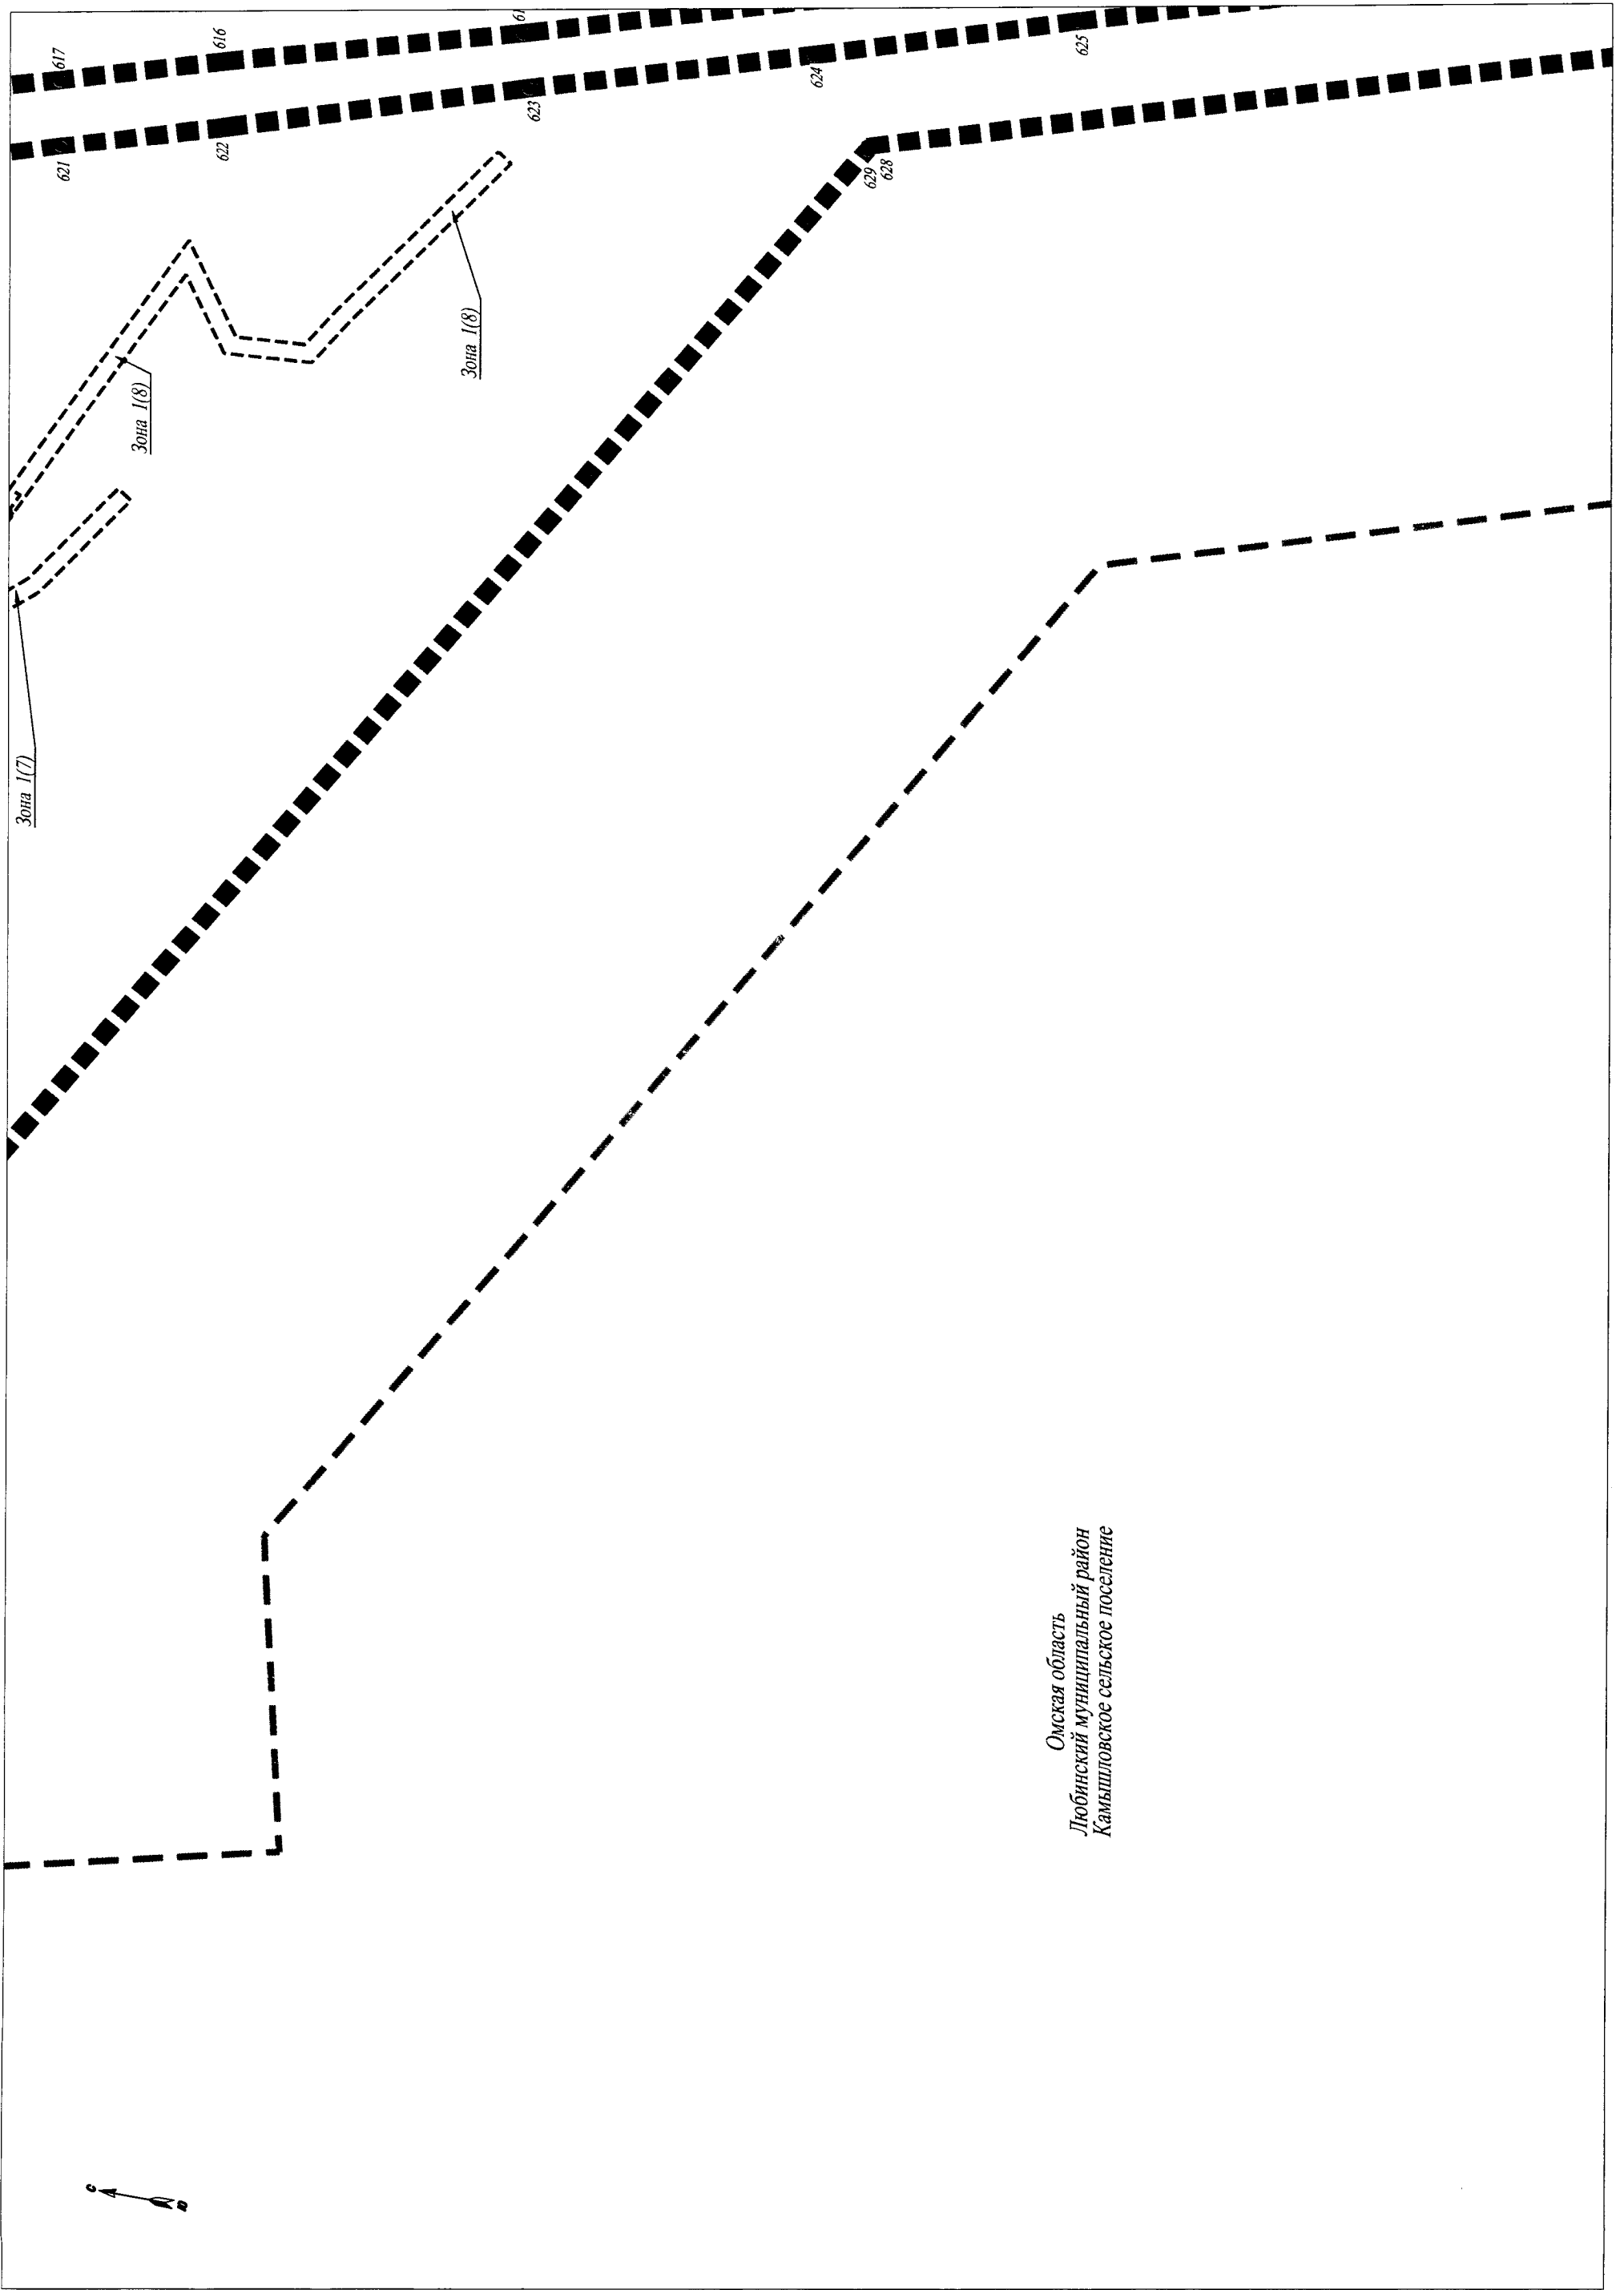 617
616
61
621
622
623
624
625
629
628
Зона 1(8)
Зона 1(8)
Зона 1(7)
Омская область
Любинский муниципальный район
Камышловское сельское поселение
С
Ю